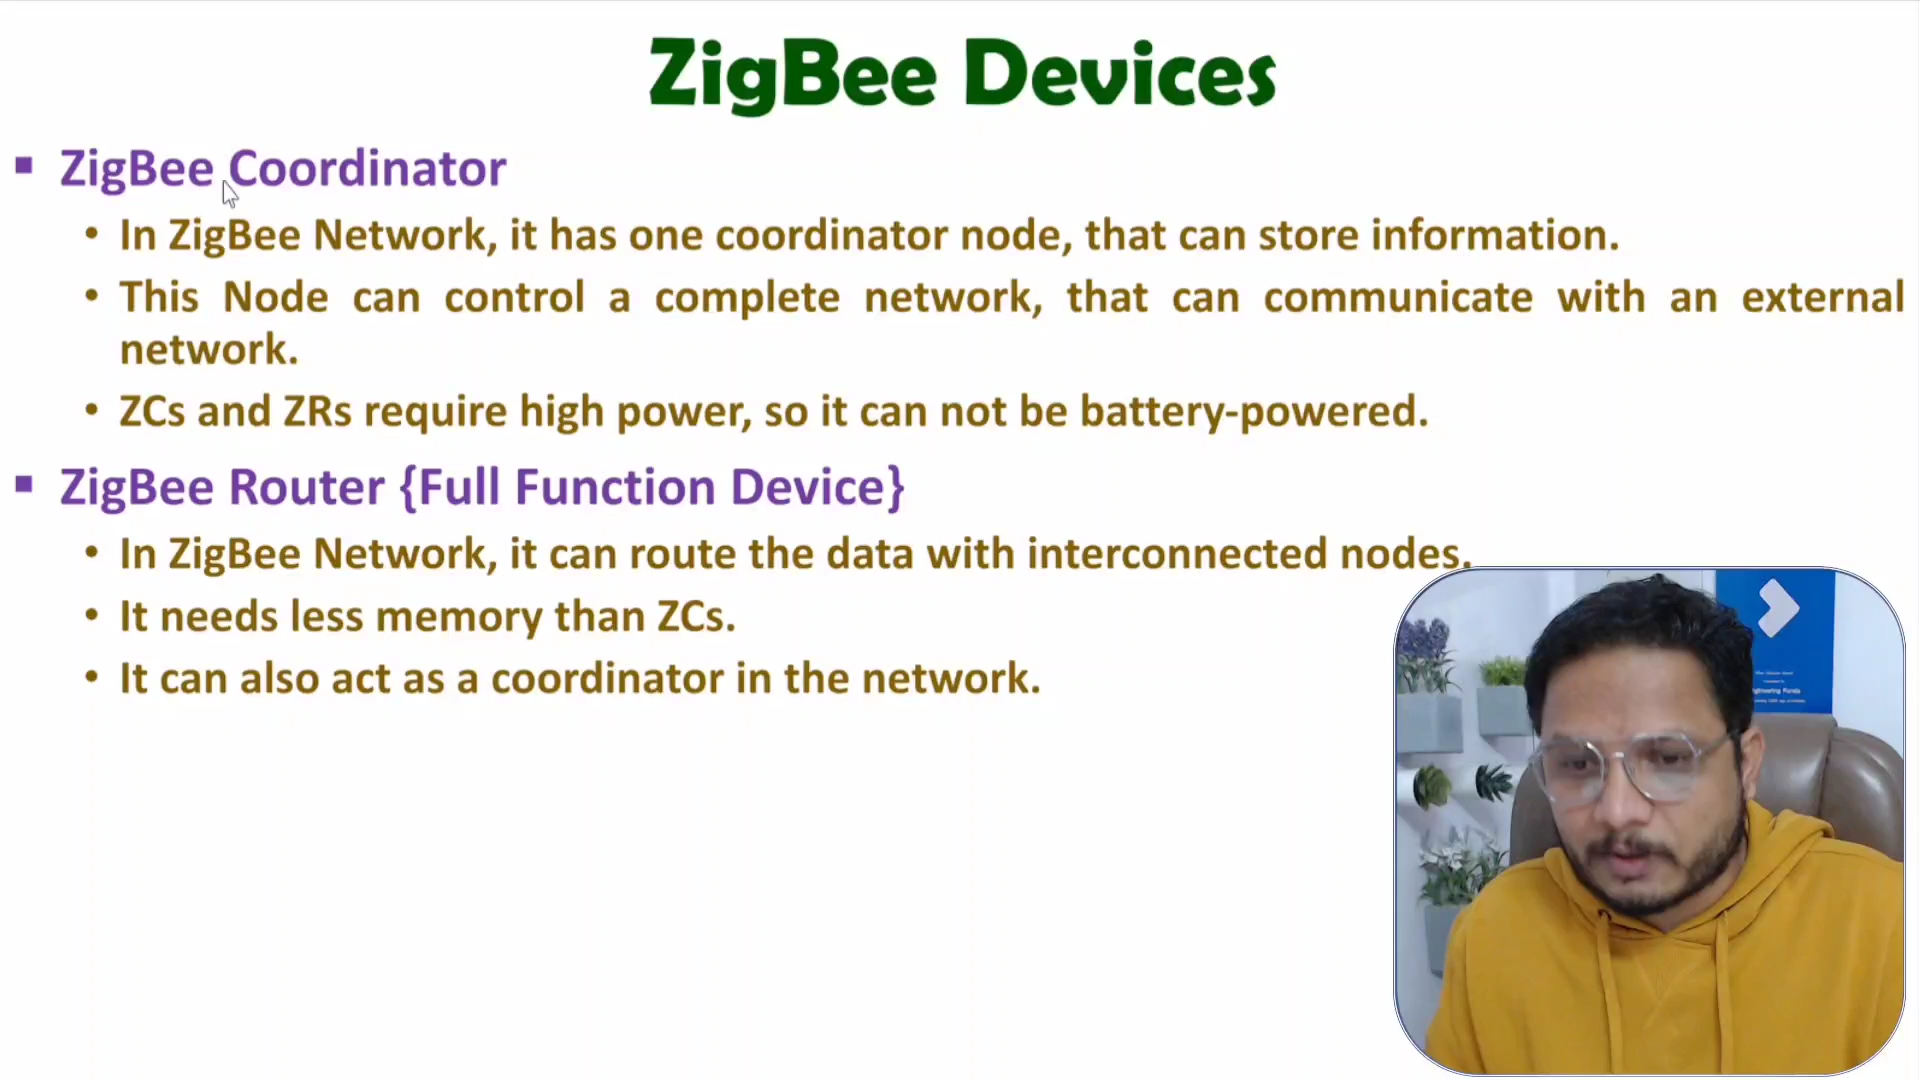 ZigBee Devices
ZigBee Coordinator
In ZigBee Network, it has one coordinator node, that can store information.
This Node can control a complete network, that can communicate with an external
network.
ZCs and ZRs require high power, so it can not be battery-powered.
ZigBee Router {Full Function Device}
In ZigBee Network, it can route the data with interconnected nodes.
It needs less memory than ZCs.
It can also act as a coordinator in the network.